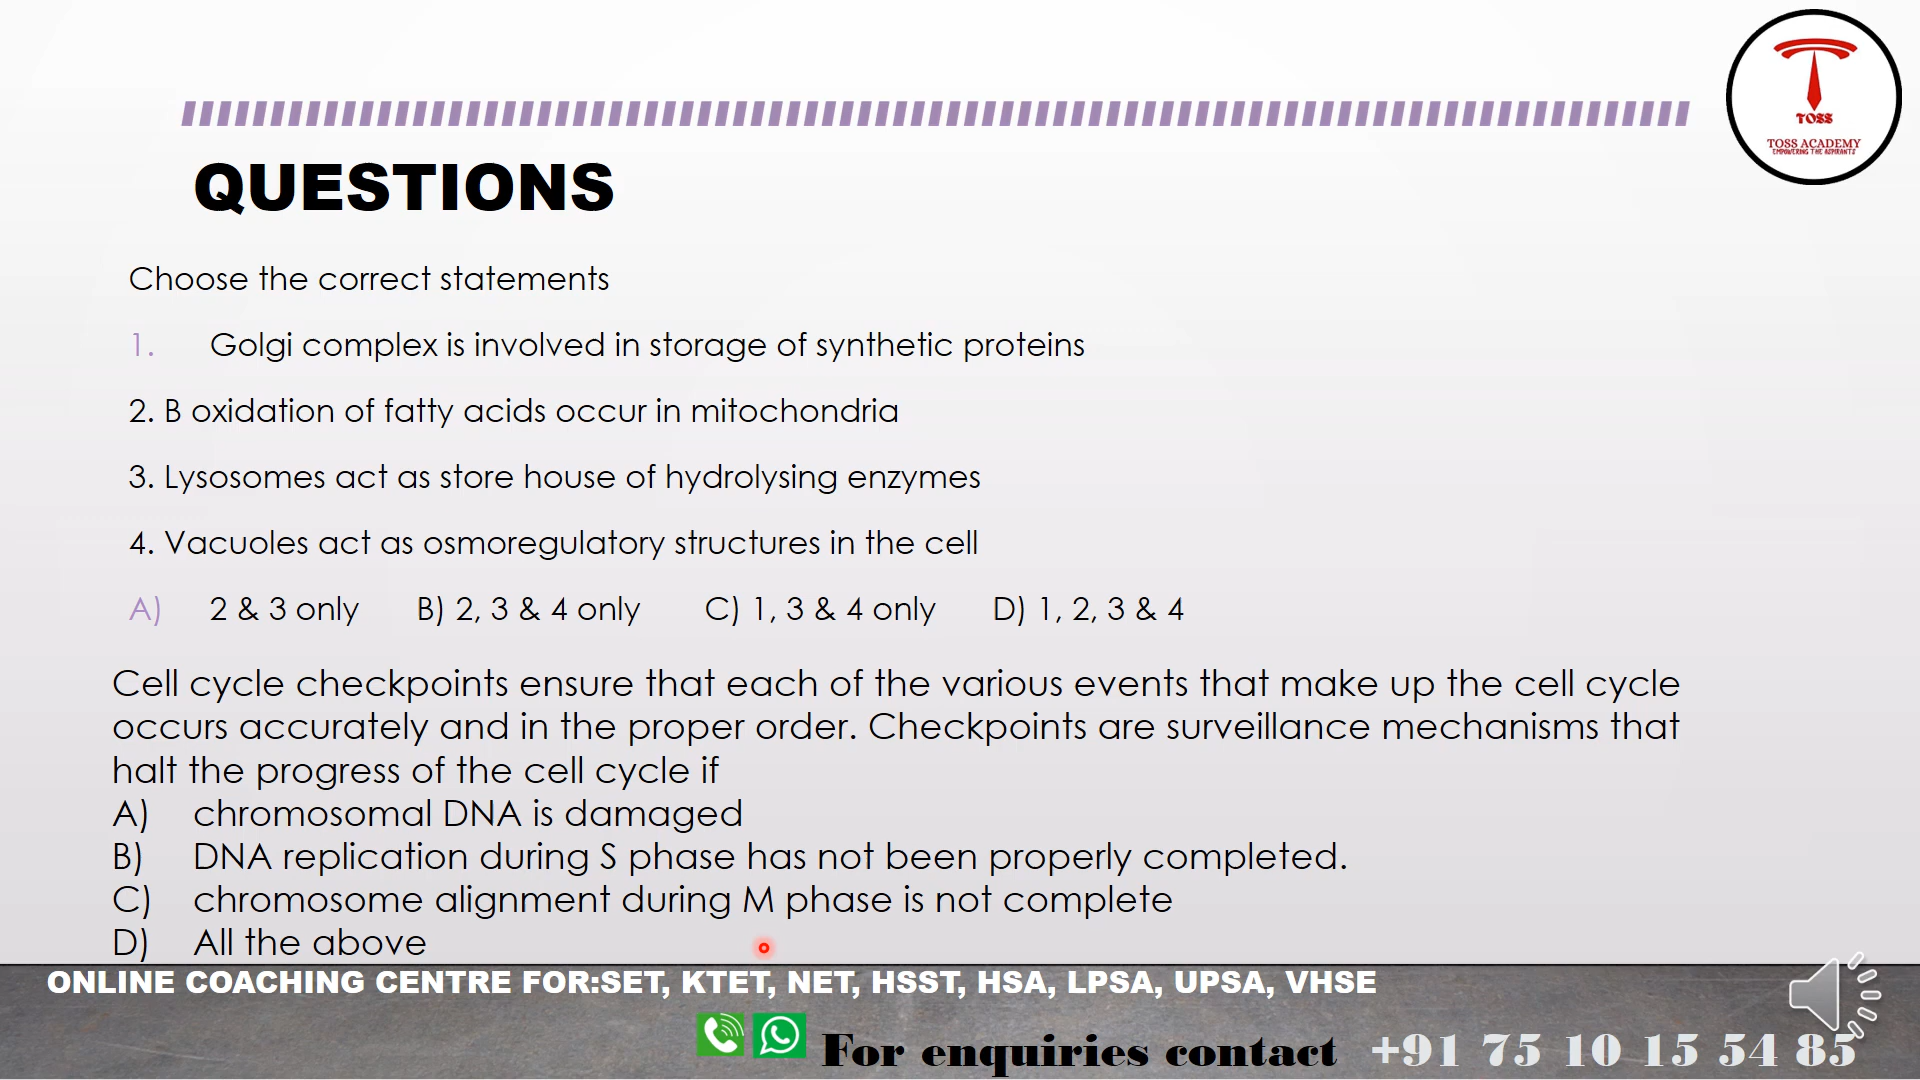 TOSS
TOSS ACADEMY
EMPOWERING THE ASPIRANTS
QUESTIONS
Choose the correct statements
1. Golgi complex is involved in storage of synthetic proteins
2. B oxidation of fatty acids occur in mitochondria
3. Lysosomes act as store house of hydrolysing enzymes
4. Vacuoles act as osmoregulatory structures in the cell
A) 2 & 3 only B) 2, 3 & 4 only C) 1, 3 & 4 only D) 1, 2, 3 & 4
Cell cycle checkpoints ensure that each of the various events that make up the cell cycle
occurs accurately and in the proper order. Checkpoints are surveillance mechanisms that
halt the progress of the cell cycle if
A) chromosomal DNA is damaged
B) DNA replication during S phase has not been properly completed.
C) chromosome alignment during M phase is not complete
D) All the above
ONLINE COACHING CENTRE FOR:SET, KTET, NET, HSST, HSA, LPSA, UPSA, VHSE
For enquiries contact +91 75 10 15 54 85